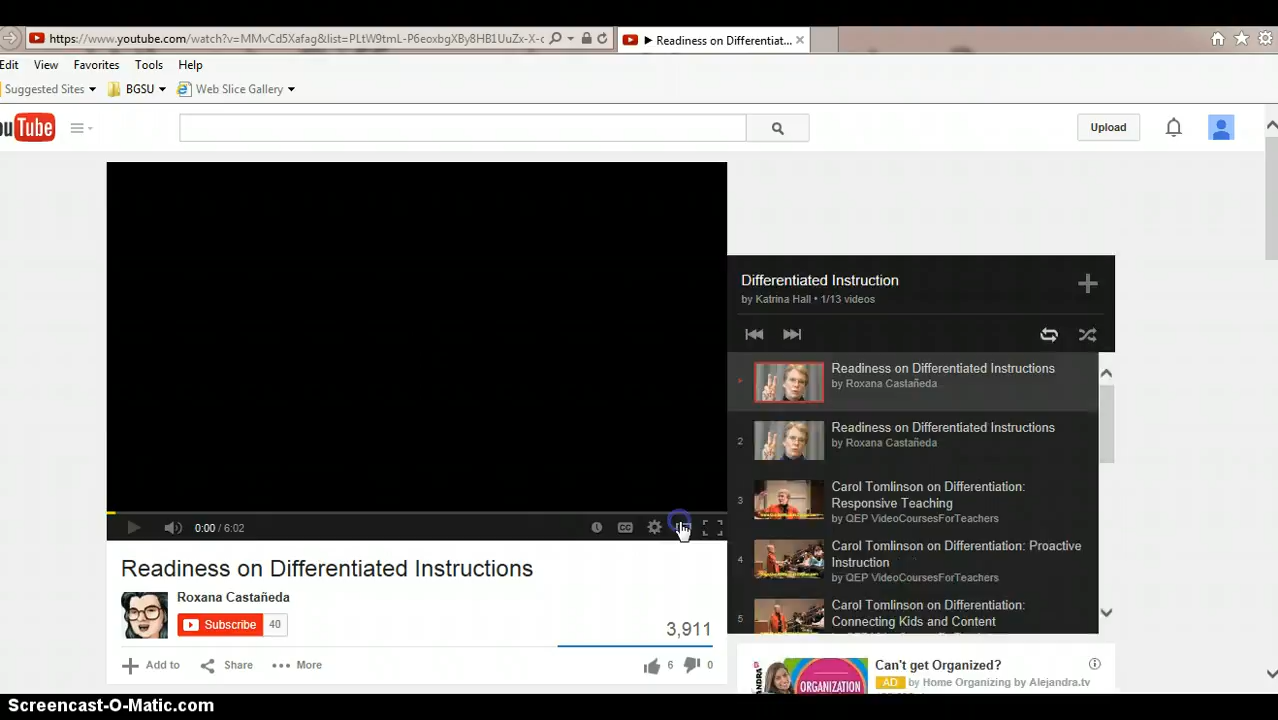 https://www.youtube.com/watch?v=MMvCd5Xafag&list=PLtW9tmL-P6eoxbgXBy8HB1UuZx-X-c
▶ Readiness on Differentiat...
Edit View Favorites Tools Help
Suggested Sites BGSU Web Slice Gallery
ouTube
Upload
Differentiated Instruction
by Katrina Hall • 1/13 videos
Readiness on Differentiated Instructions
by Roxana Castañeda
2
Readiness on Differentiated Instructions
by Roxana Castañeda
3
Carol Tomlinson on Differentiation:
Responsive Teaching
by QEP VideoCoursesForTeachers
4
Carol Tomlinson on Differentiation: Proactive
Instruction
by QEP VideoCoursesForTeachers
5
Carol Tomlinson on Differentiation:
Connecting Kids and Content
0:00 / 6:02
CC
Readiness on Differentiated Instructions
Roxana Castañeda
Subscribe 40
3,911
Add to Share More
6 0
ORGANIZATION
Can't get Organized?
AD by Home Organizing by Alejandra.tv
Screencast-O-Matic.com